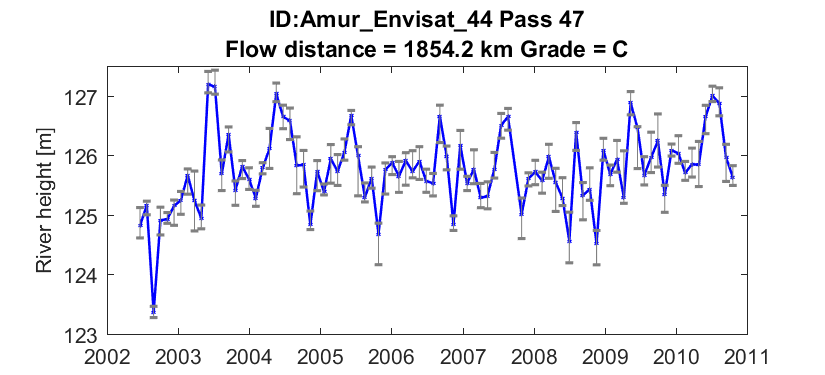 ID:Amur_Envisat_44 Pass 47
Flow distance = 1854.2 km Grade = C
River height [m]
127
126
125
124
123
2002 2003 2004 2005 2006 2007 2008 2009 2010 2011